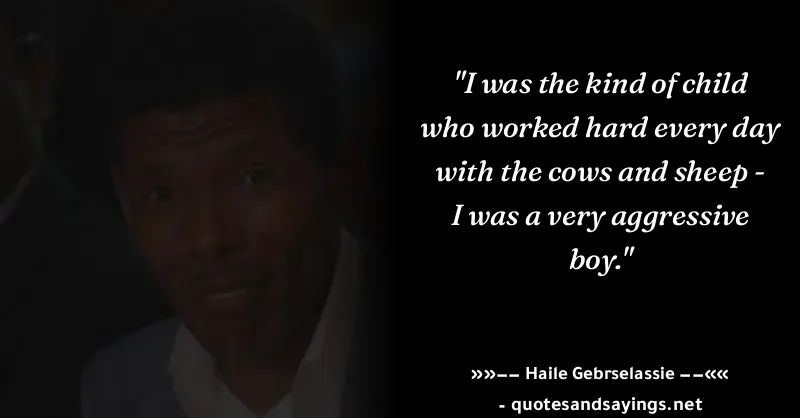 "I was the kind of child
who worked hard every day
with the cows and sheep -
I was a very aggressive
boy."
»»−− Haile Gebrselassie −−««
- quotesandsayings.net